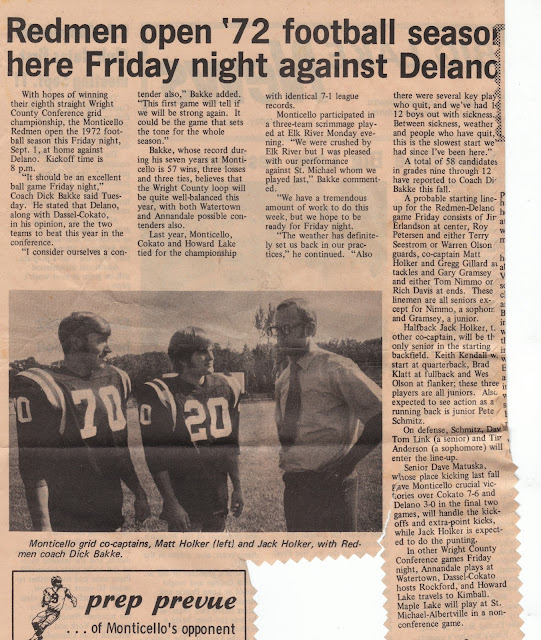 Redmen open '72 football season
here Friday night against Delano
With hopes of winning
their eighth straight Wright
County Conference grid
championship, the Monticello
Redmen open the 1972 foot-
ball season this Friday night,
Sept. 1, at home against
Delano. Kickoff time is
8 p.m.
"It should be an excellent
ball game Friday night,"
Coach Dick Bakke said Tues-
day. He stated that Delano,
along with Dassel-Cokato,
in his opinion, are the two
teams to beat this year in the
conference.
"I consider ourselves a con-
tender also," Bakke added.
"This first game will tell if
we will be strong again. It
could be the game that sets
the tone for the whole
season."
Bakke, whose record dur-
ing his seven years at Monti-
cello is 57 wins, three losses
and three ties, believes that
the Wright County loop will
be quite well-balanced this
year, with both Watertown
and Annandale possible con-
tenders also.
Last year, Monticello,
Cokato and Howard Lake
tied for the championship
with identical 7-1 league
records.
Monticello participated in
a three-team scrimmage play-
ed at Elk River Monday eve-
ning. "We were crushed by
Elk River but I was pleased
with our performance
against St. Michael whom we
played last," Bakke comment-
ed.
"We have a tremendous
amount of work to do this
week, but we hope to be
ready for Friday night.
"The weather has definite-
ly set us back in our prac-
tices," he continued. "Also
there were several key play
who quit, and we've had 1
12 boys out with sickness.
Between sickness, weather
and people who have quit,
this is the slowest start we'
had since I've been here."
A total of 58 candidates
in grades nine through 12
have reported to Coach Di
Bakke this fall.
A probable starting line-
up for the Redmen-Delano
game Friday consists of Jir
Erlandson at center, Roy
Petersen and either Terry
Seestrom or Warren Olson
guards, co-captain Matt
Holker and Gregg Gillard a
tackles and Gary Gramsey
and either Tom Nimmo or
Rich Davis at ends. These
linemen are all seniors ex-
cept for Nimmo, a sophom
and Gramsey, a junior.
Halfback Jack Holker, t
other co-captain, will be th
only senior in the starting
backfield. Keith Kendall w
start at quarterback, Brad
Klatt at fullback and Wes
Olson at flanker; these three
players are all juniors. Also
expected to see action as a
running back is junior Pete
Schmitz.
On defense, Schmitz, Dav
Tom Link (a senior) and Tim
Anderson (a sophomore) will
enter the line-up.
Senior Dave Matuska,
whose place kicking last fall
gave Monticello crucial vic-
tories over Cokato 7-6 and
Delano 3-0 in the final two
games, will handle the kick-
offs and extra-point kicks,
while Jack Holker is expect-
ed to do the punting.
In other Wright County
Conference games Friday
night, Annandale plays at
Watertown, Dassel-Cokato
hosts Rockford, and Howard
Lake travels to Kimball.
Maple Lake will play at St.
Michael-Albertville in a non-
conference game.
70
20
Monticello grid co-captains, Matt Holker (left) and Jack Holker, with Red-
men coach Dick Bakke.
prep prevue
. . . of Monticello's opponent